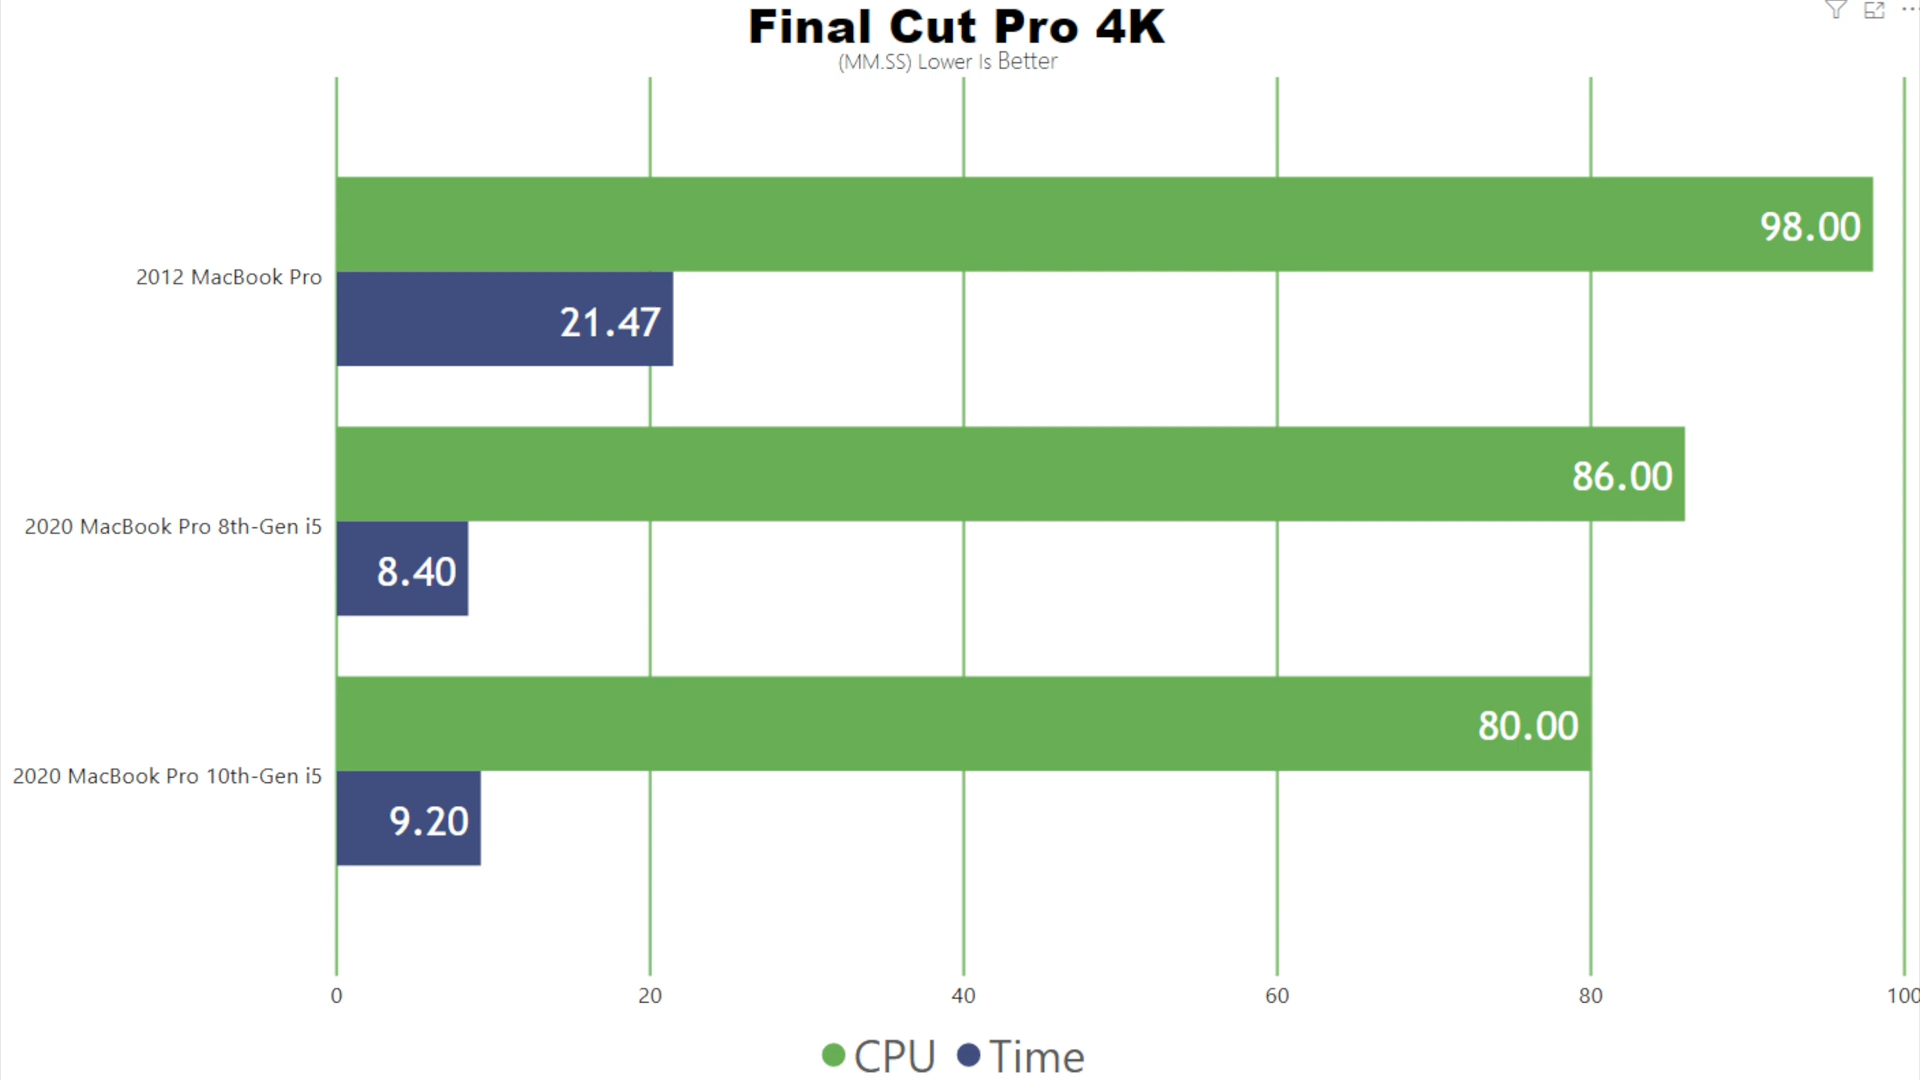 Final Cut Pro 4K
(MM.SS) Lower Is Better
98.00
2012 MacBook Pro
21.47
86.00
2020 MacBook Pro 8th-Gen i5
8.40
80.00
2020 MacBook Pro 10th-Gen i5
9.20
0 20 40 60 80 100
CPU Time